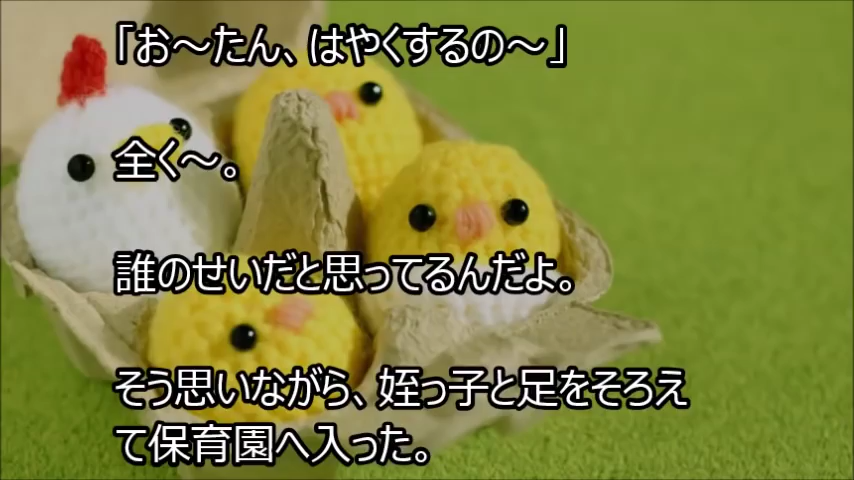 「お～たん、はやくするの～」
全く～。
誰のせいだと思ってるんだよ。
そう思いながら、姪っ子と足をそろえ
て保育園へ入った。